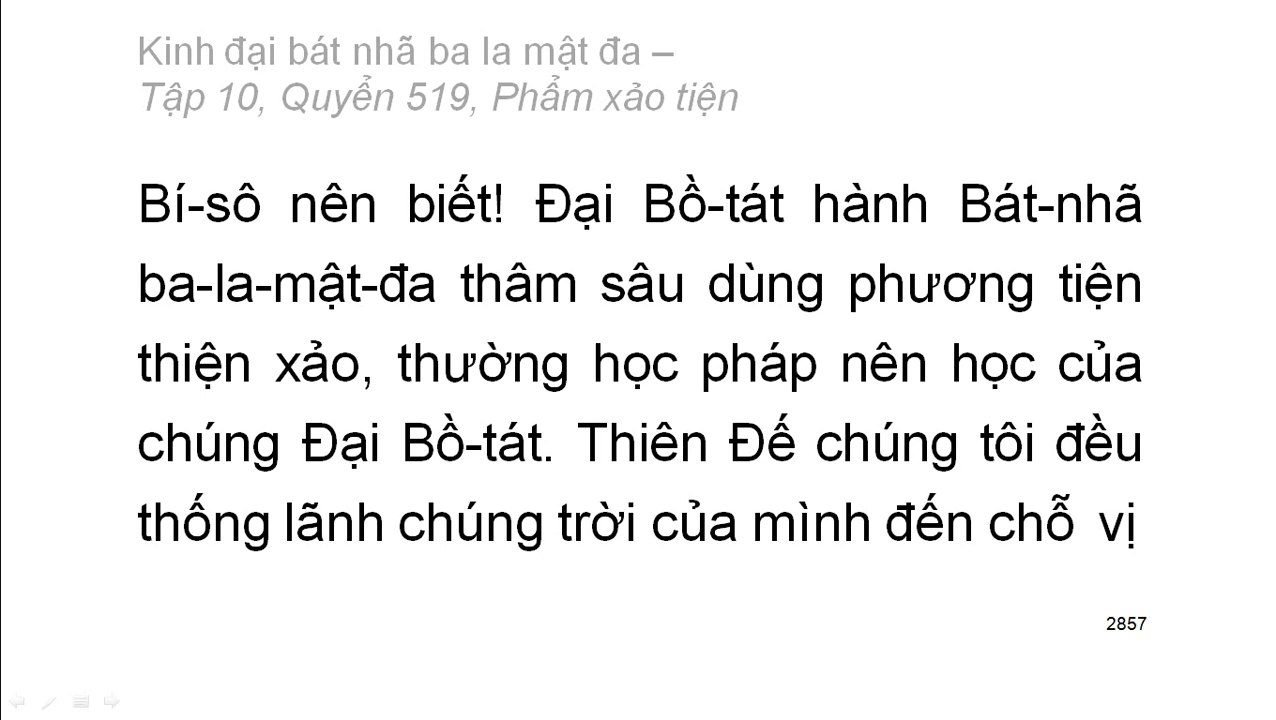 Kinh đại bát nhã ba la mật đa –
Tập 10, Quyển 519, Phẩm xảo tiện
Bí-sô nên biết! Đại Bồ-tát hành Bát-nhã
ba-la-mật-đa thâm sâu dùng phương tiện
thiện xảo, thường học pháp nên học của
chúng Đại Bồ-tát. Thiên Đế chúng tôi đều
thống lãnh chúng trời của mình đến chỗ vị
2857